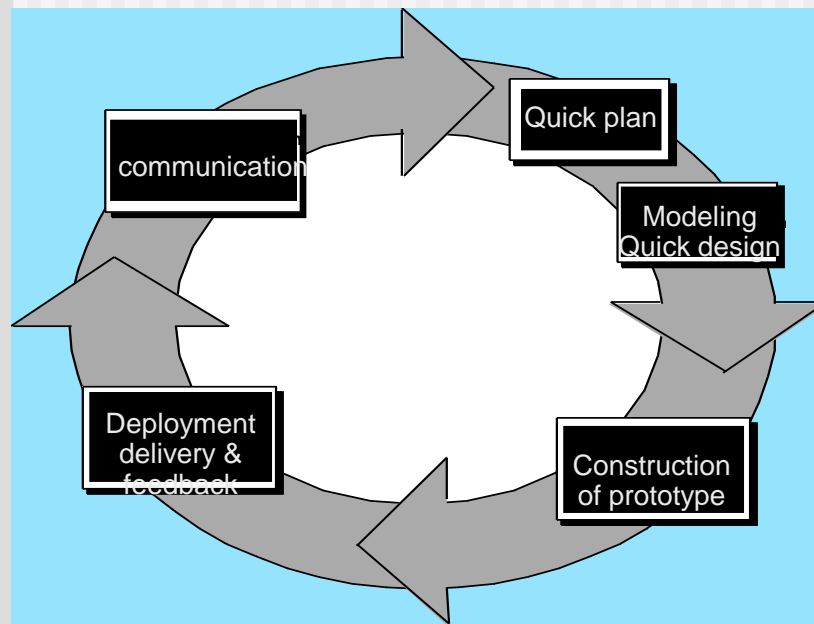 communication
Quick plan
Modeling
Quick design
Construction
of prototype
Deployment
delivery &
feedback